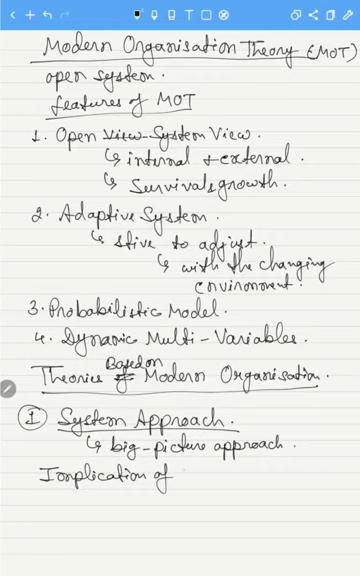 Modern Organisation Theory (MOT)
open system.
features of MOT
1. Open view-System View.
↳ internal + external.
↳ Survival & growth.
2. Adaptive System.
↳ stive to adjust.
↳ with the changing
environment.
3. Probabilistic Model.
4. Dynamic Multi-Variables.
Theories Based on Modern Organisation.
① System Approach.
↳ big-picture approach.
Implication of